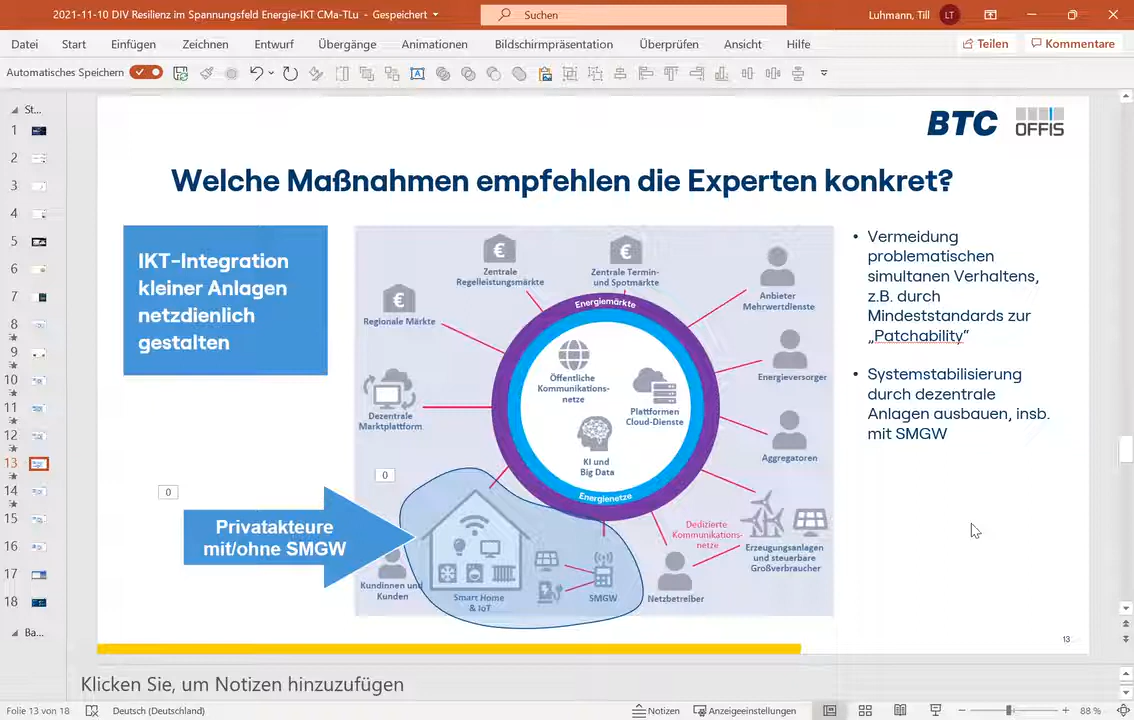 2021-11-10 DIV Resilienz im Spannungsfeld Energie-IKT CMa-TLu - Gespeichert
Suchen
Luhmann, Till
LT
Datei
Start
Einfügen
Zeichnen
Entwurf
Übergänge
Animationen
Bildschirmpräsentation
Überprüfen
Ansicht
Hilfe
Teilen
Kommentare
Automatisches Speichern
St...
1
2
3
4
5
6
7
8
9
10
11
12
13
14
15
16
17
18
Ba...
BTC
OFFIS
Welche Maßnahmen empfehlen die Experten konkret?
IKT-Integration
kleiner Anlagen
netzdienlich
gestalten
0
Privatakteure
mit/ohne SMGW
0
Zentrale
Regelleistungsmärkte
Zentrale Termin-
und Spotmärkte
Regionale Märkte
Anbieter
Mehrwertdienste
Energiemärkte
Öffentliche
Kommunikations-
netze
Plattformen
Cloud-Dienste
KI und
Big Data
Energienetze
Energieversorger
Dezentrale
Marktplattform
Aggregatoren
Dedizierte
Kommunikations-
netze
Erzeugungsanlagen
und steuerbare
Großverbraucher
Kundinnen und
Kunden
Smart Home
& IoT
SMGW
Netzbetreiber
• Vermeidung
problematischen
simultanen Verhaltens,
z.B. durch
Mindeststandards zur
„Patchability“
• Systemstabilisierung
durch dezentrale
Anlagen ausbauen, insb.
mit SMGW
13
Klicken Sie, um Notizen hinzuzufügen
Folie 13 von 18
Deutsch (Deutschland)
Notizen
Anzeigeeinstellungen
88 %